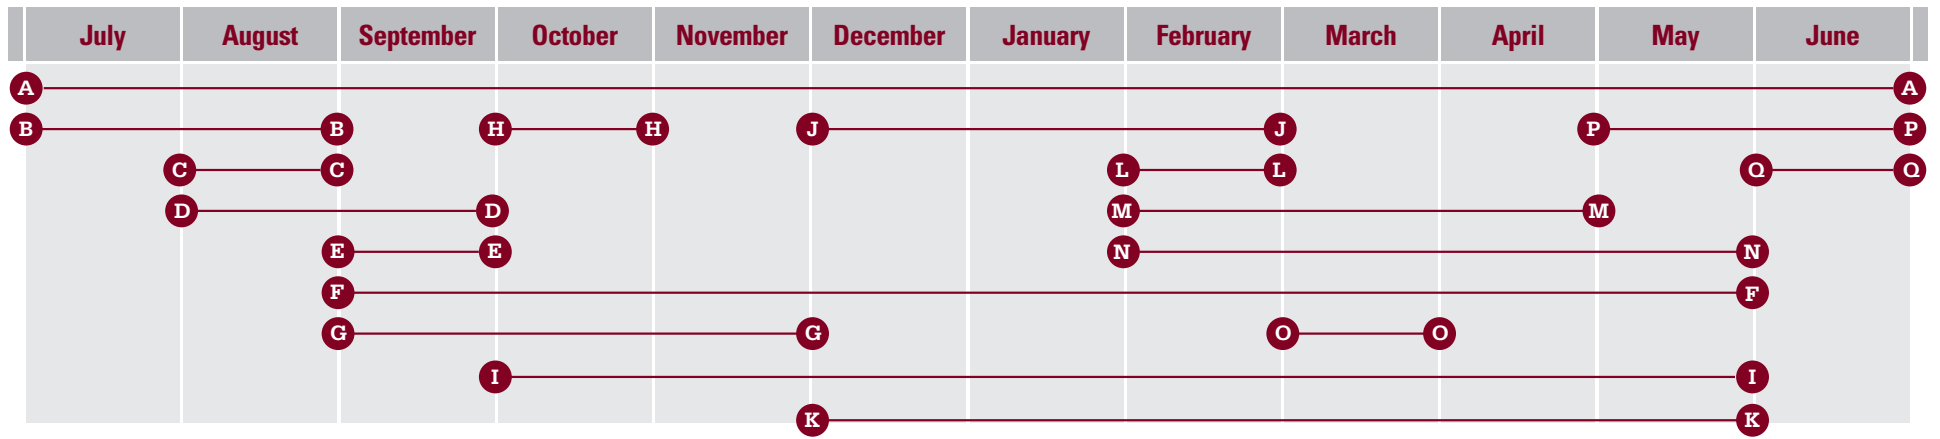 July August September October November December January February March April May June
A A
B B H H J J P P
C C L L Q Q
D D M M
E E N N
F F
G G O O
I I
K K